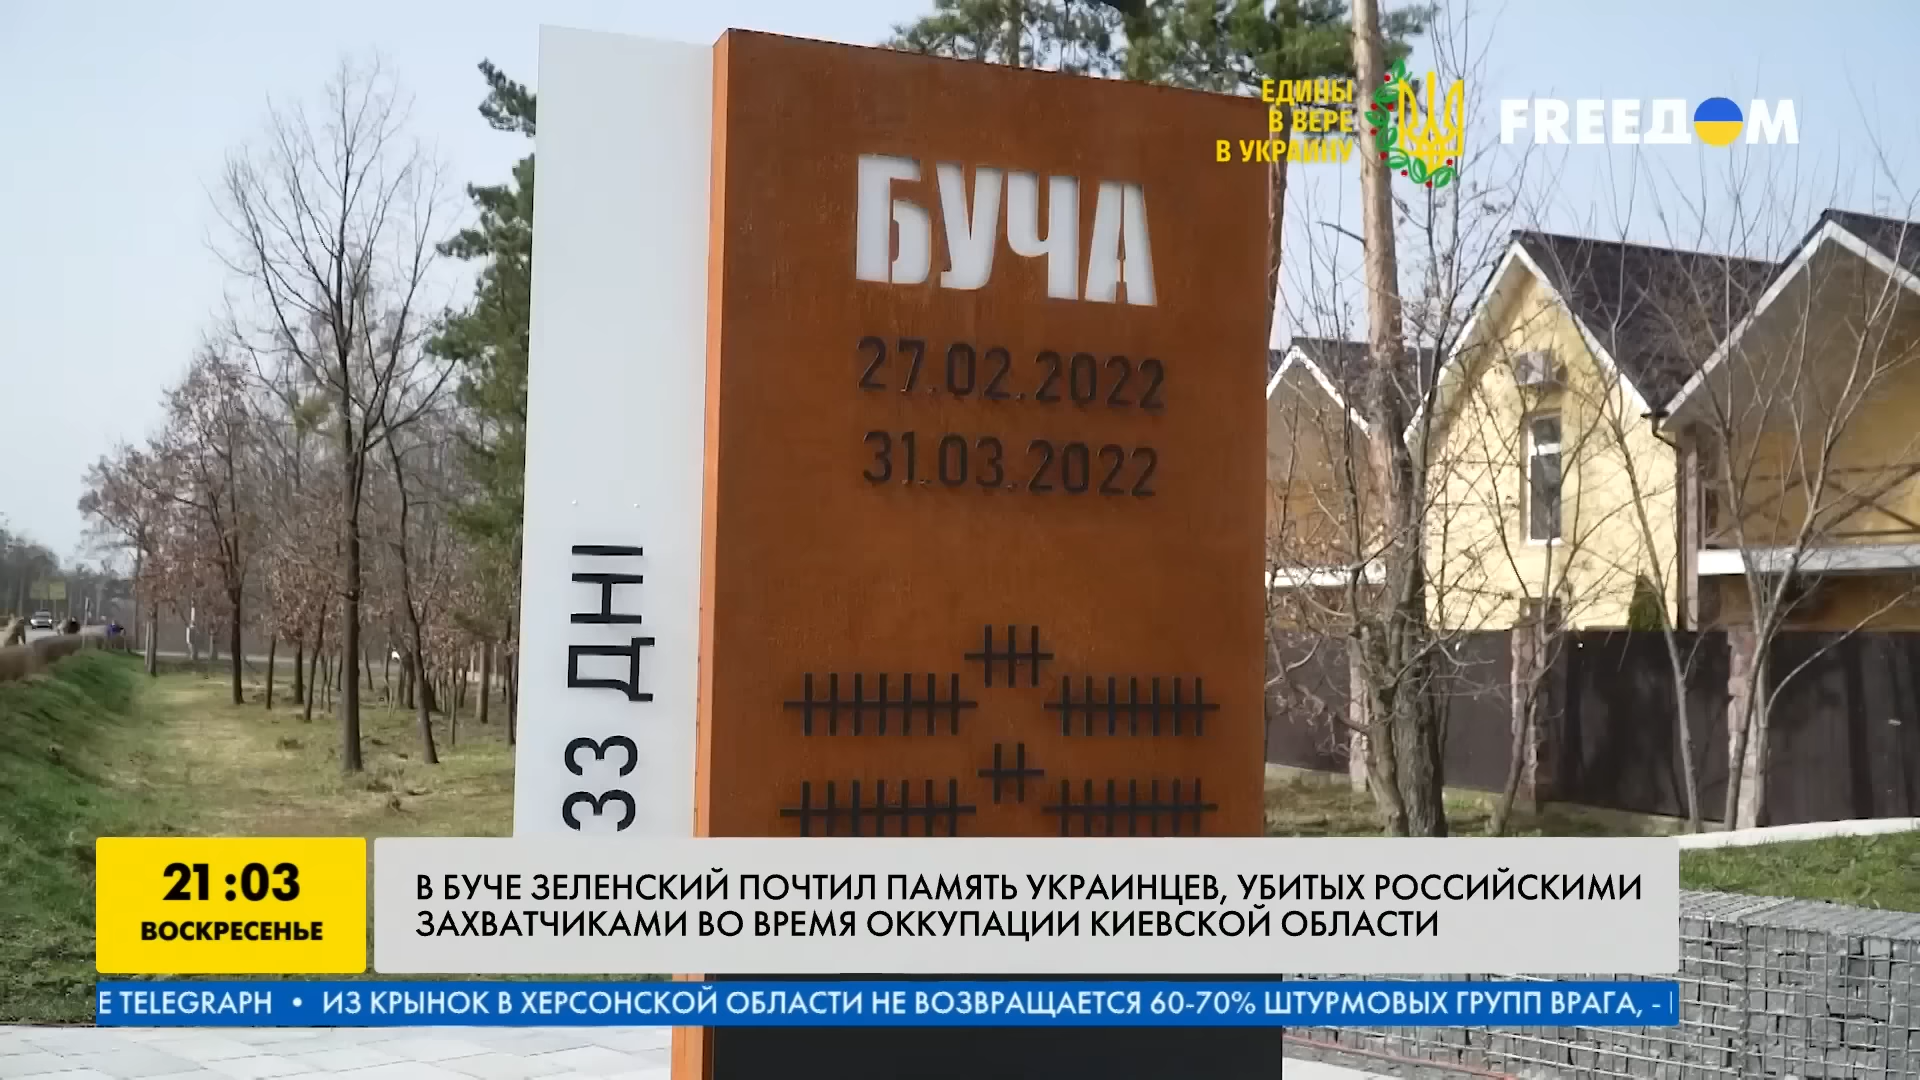 ЕДИНЫ
В ВЕРЕ
В УКРАИНУ
FREEДOM
БУЧА
27.02.2022
31.03.2022
33 ДНІ
21:03
ВОСКРЕСЕНЬЕ
В БУЧЕ ЗЕЛЕНСКИЙ ПОЧТИЛ ПАМЯТЬ УКРАИНЦЕВ, УБИТЫХ РОССИЙСКИМИ
ЗАХВАТЧИКАМИ ВО ВРЕМЯ ОККУПАЦИИ КИЕВСКОЙ ОБЛАСТИ
E TELEGRAPH • ИЗ КРЫНОК В ХЕРСОНСКОЙ ОБЛАСТИ НЕ ВОЗВРАЩАЕТСЯ 60-70% ШТУРМОВЫХ ГРУПП ВРАГА, -